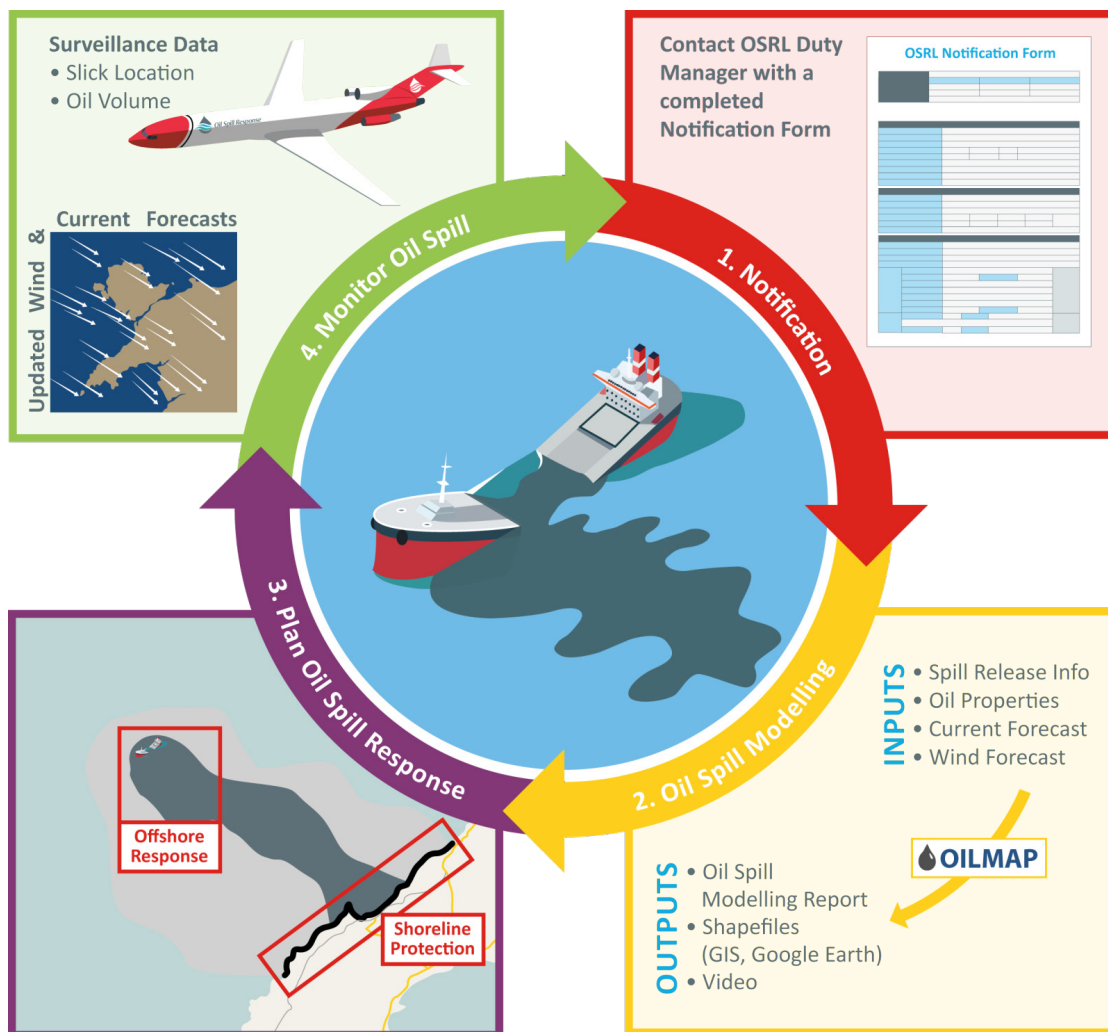 Surveillance Data
• Slick Location
• Oil Volume
Oil Spill Response
Current Forecasts
Updated Wind &
4. Monitor Oil Spill
Contact OSRL Duty
Manager with a
completed
Notification Form
OSRL Notification Form
1. Notification
INPUTS
• Spill Release Info
• Oil Properties
• Current Forecast
• Wind Forecast
OILMAP
OUTPUTS
• Oil Spill
Modelling Report
• Shapefiles
(GIS, Google Earth)
• Video
2. Oil Spill Modelling
3. Plan Oil Spill Response
Offshore
Response
Shoreline
Protection